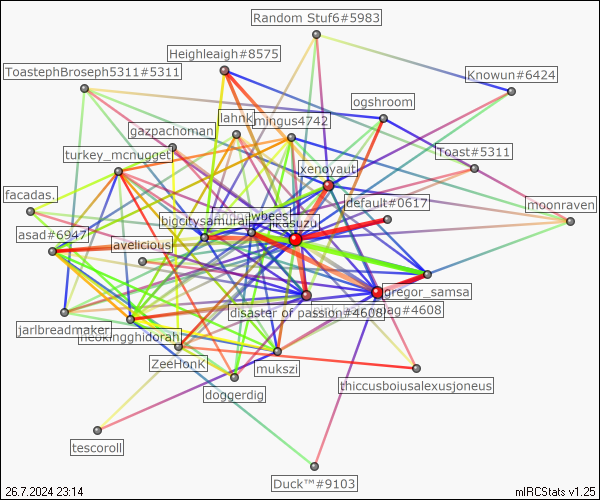 Random Stuf6#5983
Heighleaigh#8575
ToastephBroseph5311#5311
Knowun#6424
ogshroom
lahnk
mingus4742
gazpachoman
turkey_mcnugget
Toast#5311
xenoyaut
facadas.
default#0617
moonraven
bigcitysamurai
wbees
ikasuzu
asad#6947
avelicious
gregor_samsa
disaster of passion#4608
ag#4608
jarlbreadmaker
neokingghidorah
ZeeHonK
mukszi
thiccusboiusalexusjoneus
doggerdig
tescoroll
Duck™#9103
26.7.2024 23:14
mIRCStats v1.25